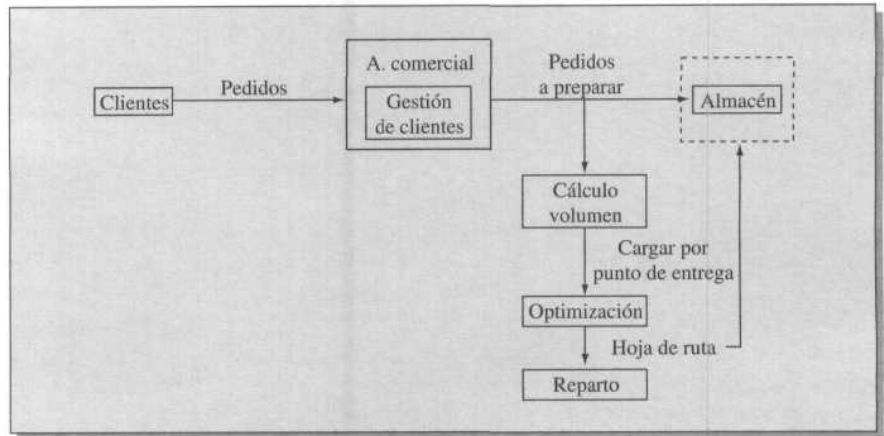 Clientes
Pedidos
A. comercial
Gestión
de clientes
Pedidos
a preparar
Almacén
Cálculo
volumen
Cargar por
punto de entrega
Optimización
Hoja de ruta
Reparto